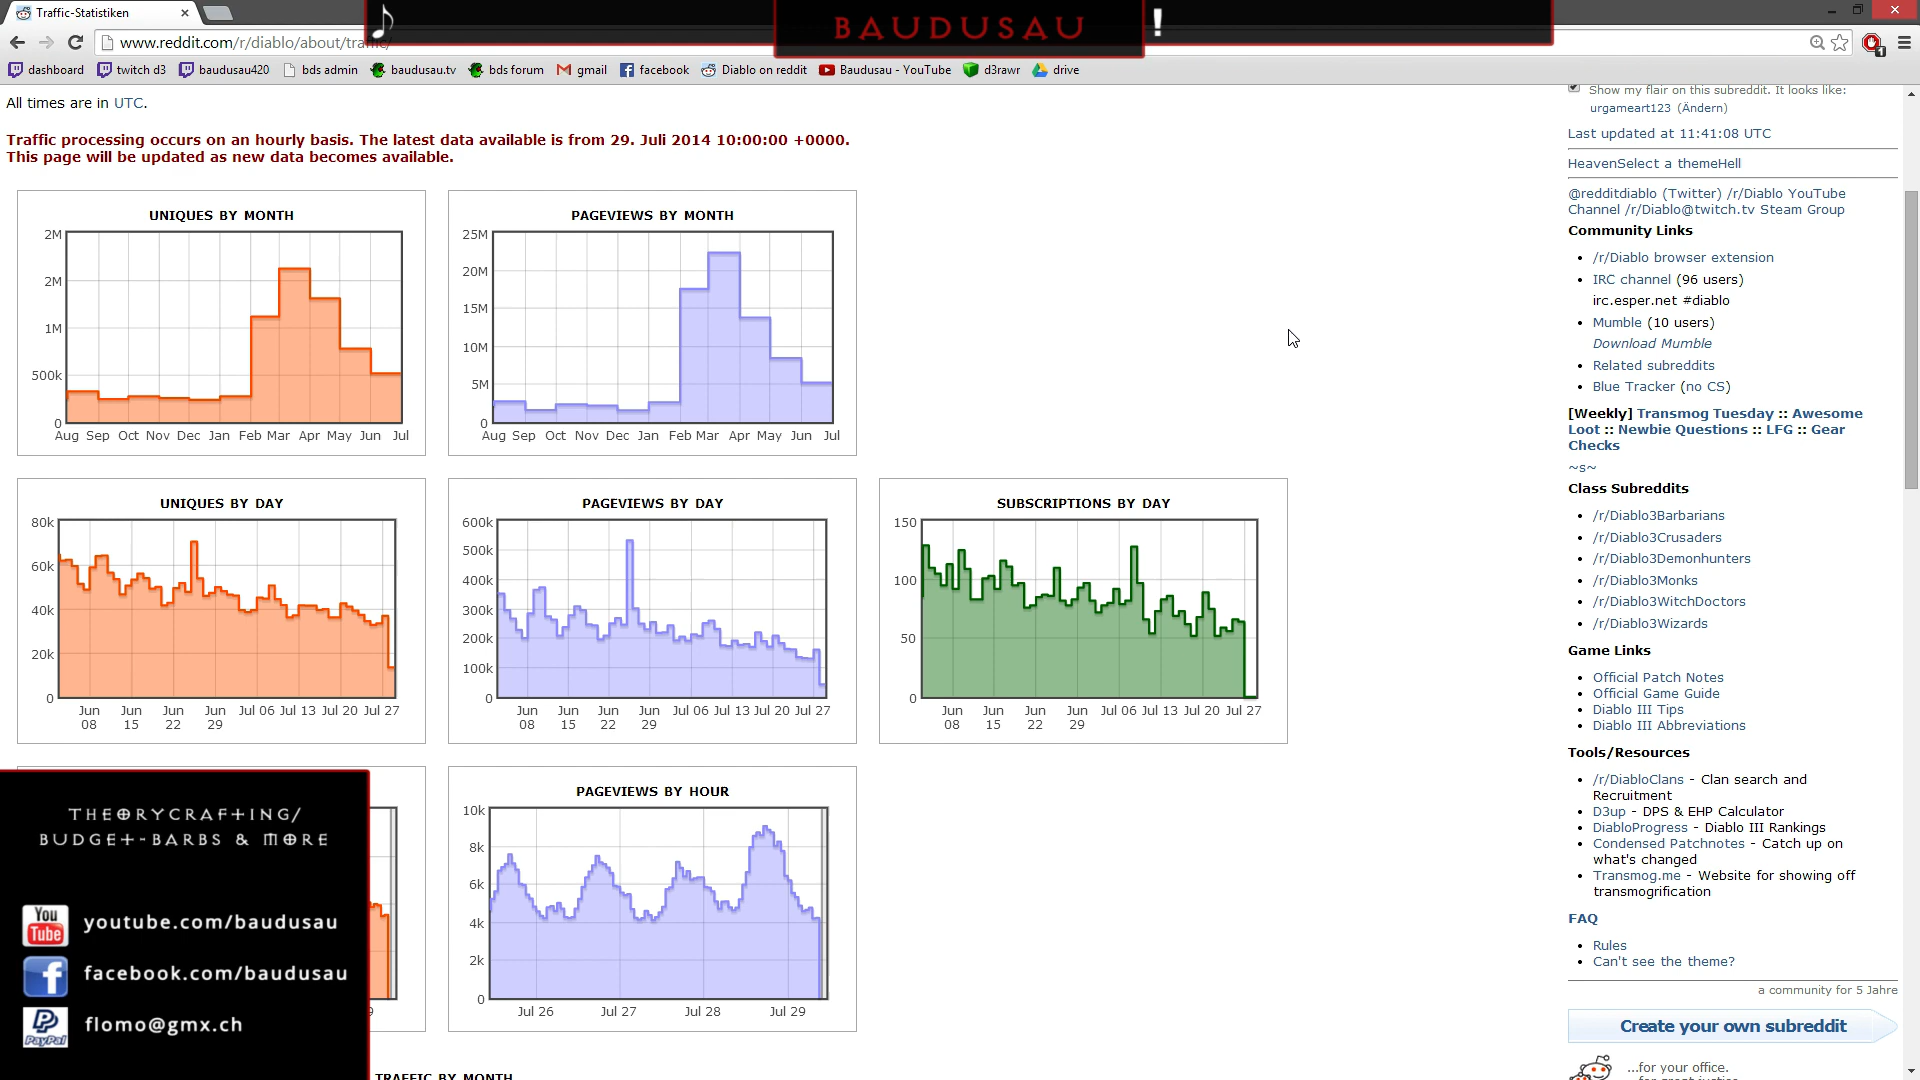 Traffic-Statistiken
BAUDUSAU
!
www.reddit.com/r/diablo/about/traffic/
dashboard twitch d3 baudusau420 bds admin baudusau.tv bds forum gmail facebook Diablo on reddit Baudusau - YouTube d3rawr drive
All times are in UTC.
Traffic processing occurs on an hourly basis. The latest data available is from 29. Juli 2014 10:00:00 +0000.
This page will be updated as new data becomes available.
UNIQUES BY MONTH
2M
2M
1M
500k
0
Aug Sep Oct Nov Dec Jan Feb Mar Apr May Jun Jul
PAGEVIEWS BY MONTH
25M
20M
15M
10M
5M
0
Aug Sep Oct Nov Dec Jan Feb Mar Apr May Jun Jul
UNIQUES BY DAY
80k
60k
40k
20k
0
Jun 08 Jun 15 Jun 22 Jun 29 Jul 06 Jul 13 Jul 20 Jul 27
PAGEVIEWS BY DAY
600k
500k
400k
300k
200k
100k
0
Jun 08 Jun 15 Jun 22 Jun 29 Jul 06 Jul 13 Jul 20 Jul 27
SUBSCRIPTIONS BY DAY
150
100
50
0
Jun 08 Jun 15 Jun 22 Jun 29 Jul 06 Jul 13 Jul 20 Jul 27
PAGEVIEWS BY HOUR
10k
8k
6k
4k
2k
0
Jul 26 Jul 27 Jul 28 Jul 29
THEORYCRAFTING/
BUDGET-BARBS & MORE
You
Tube
youtube.com/baudusau
f
facebook.com/baudusau
PayPal
flomo@gmx.ch
9
TRAFFIC BY MONTH
Show my flair on this subreddit. It looks like:
urgameart123 (Ändern)
Last updated at 11:41:08 UTC
HeavenSelect a themeHell
@redditdiablo (Twitter) /r/Diablo YouTube
Channel /r/Diablo@twitch.tv Steam Group
Community Links
/r/Diablo browser extension
IRC channel (96 users)
irc.esper.net #diablo
Mumble (10 users)
Download Mumble
Related subreddits
Blue Tracker (no CS)
[Weekly] Transmog Tuesday :: Awesome
Loot :: Newbie Questions :: LFG :: Gear
Checks
~s~
Class Subreddits
/r/Diablo3Barbarians
/r/Diablo3Crusaders
/r/Diablo3Demonhunters
/r/Diablo3Monks
/r/Diablo3WitchDoctors
/r/Diablo3Wizards
Game Links
Official Patch Notes
Official Game Guide
Diablo III Tips
Diablo III Abbreviations
Tools/Resources
/r/DiabloClans - Clan search and
Recruitment
D3up - DPS & EHP Calculator
DiabloProgress - Diablo III Rankings
Condensed Patchnotes - Catch up on
what's changed
Transmog.me - Website for showing off
transmogrification
FAQ
Rules
Can't see the theme?
a community for 5 Jahre
Create your own subreddit
...for your office.